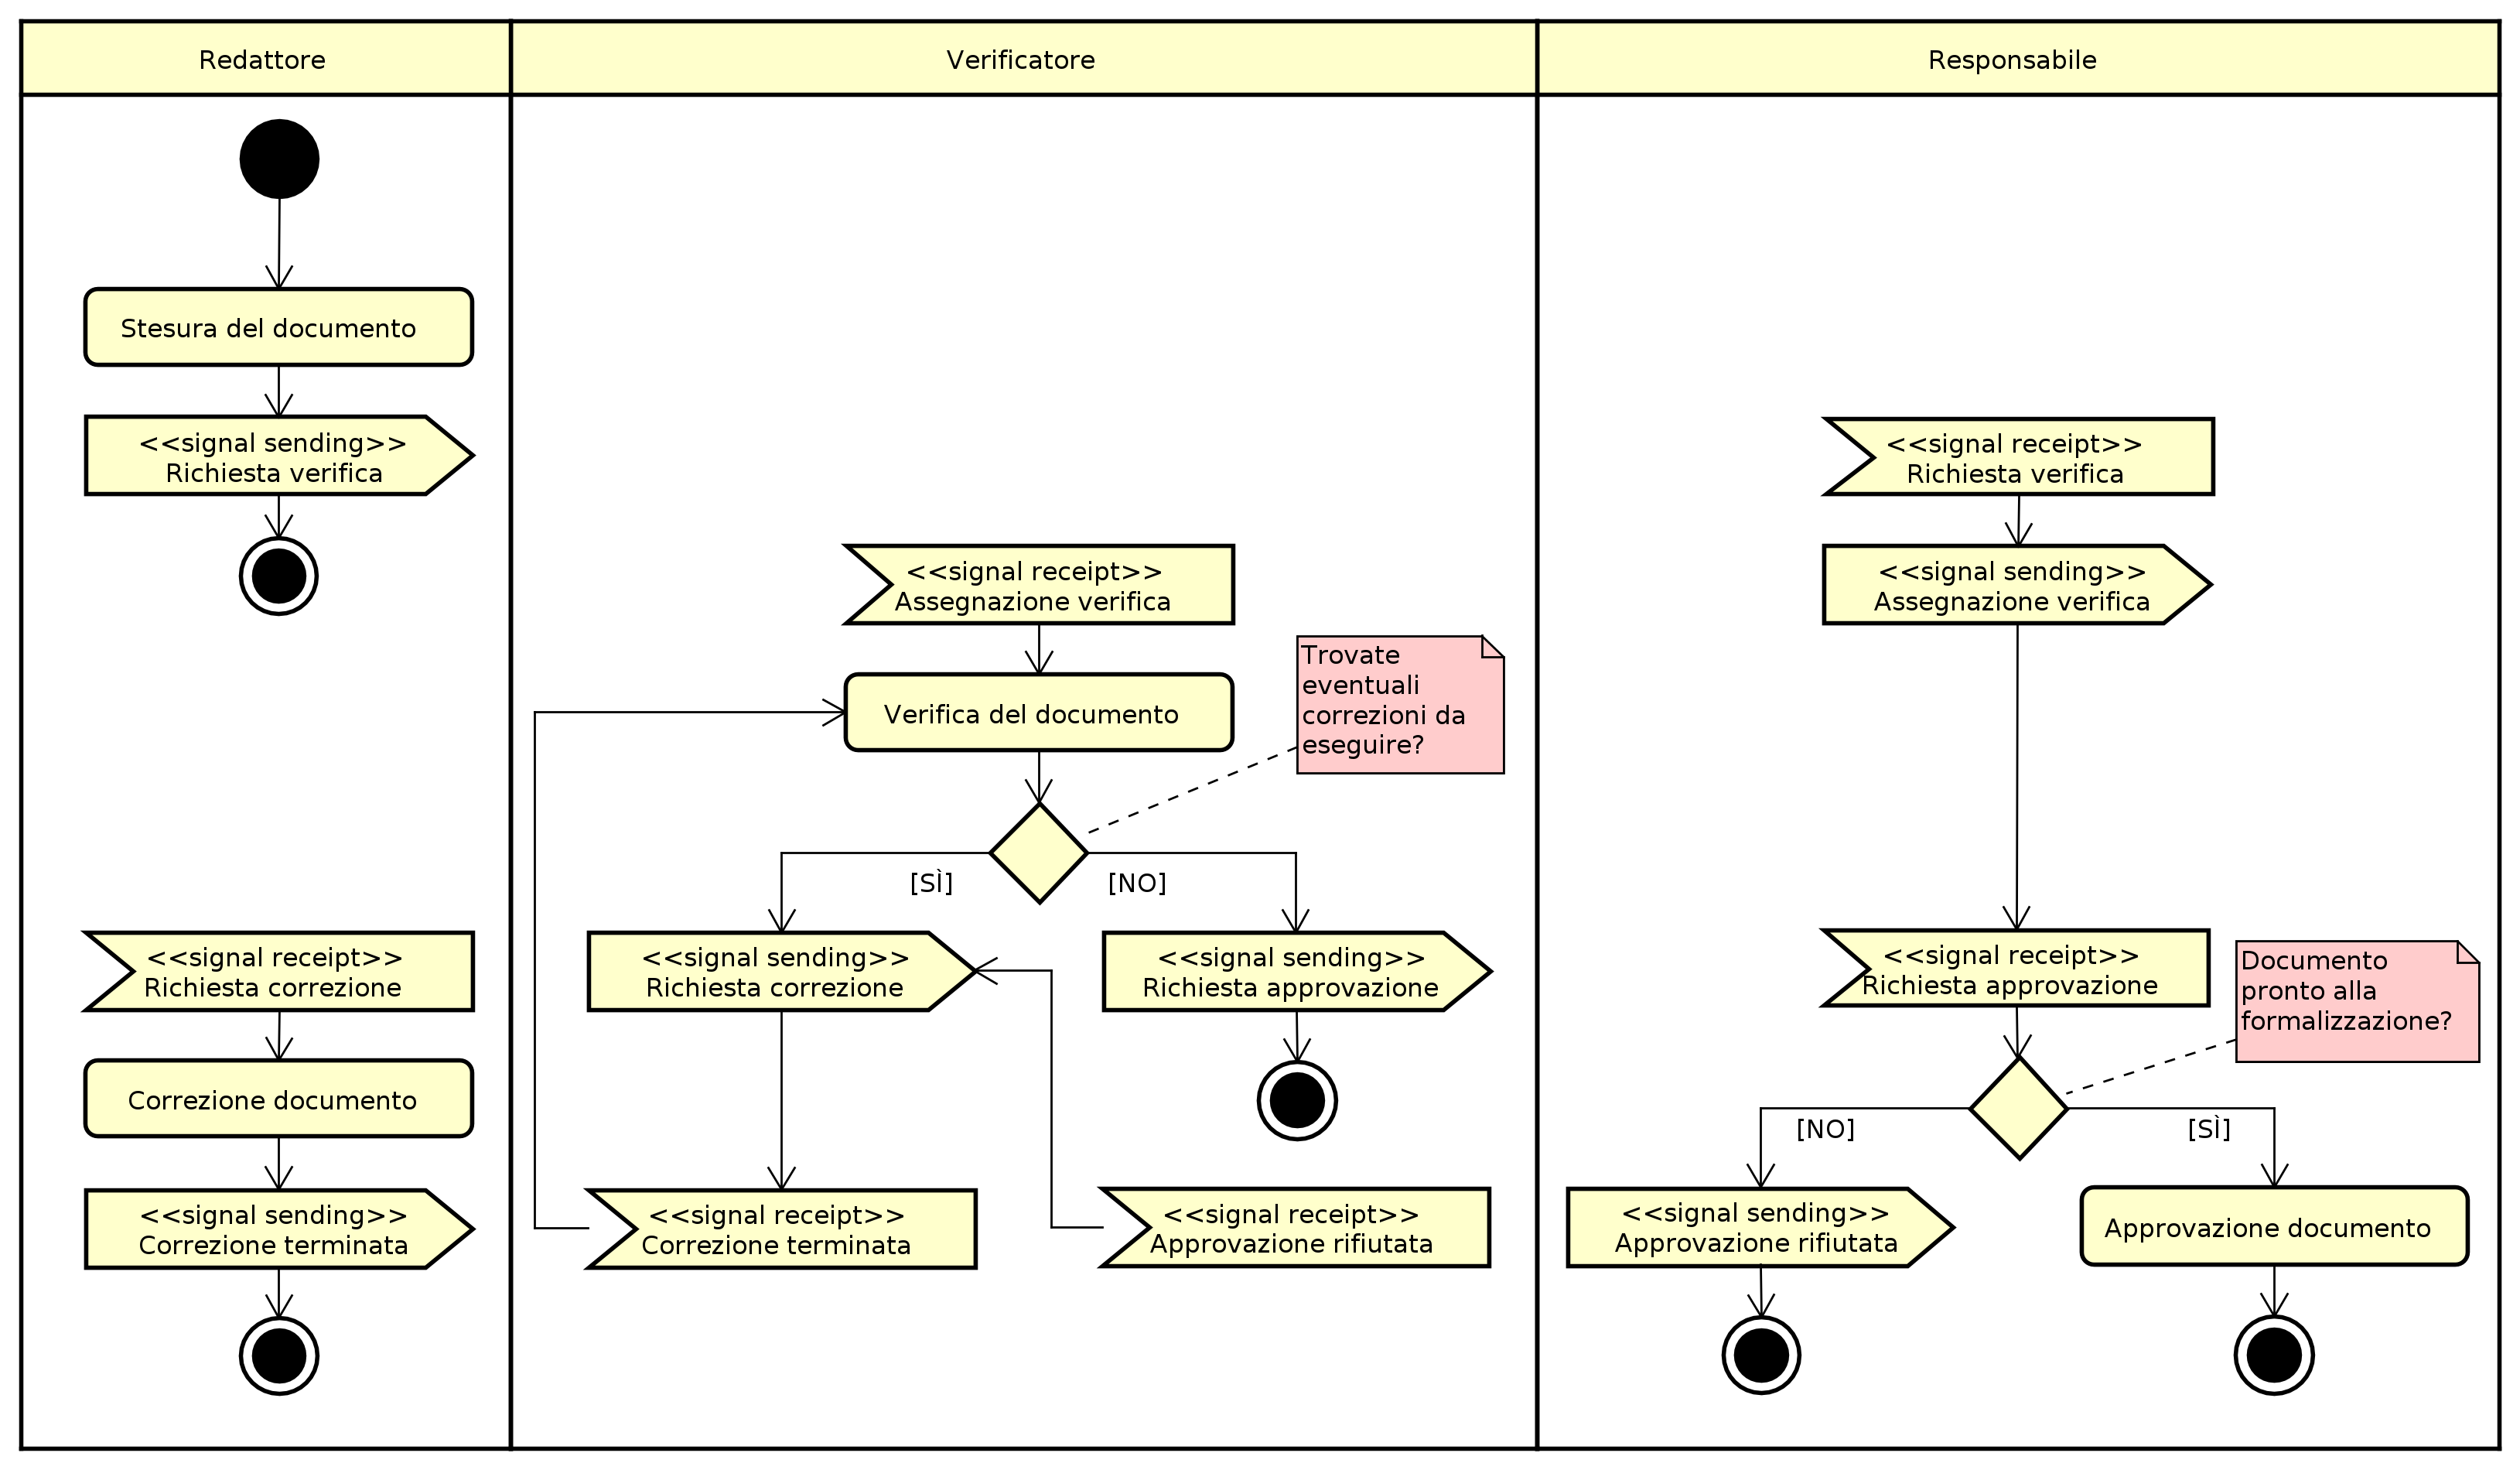 Redattore
Verificatore
Responsabile
Stesura del documento
<<signal sending>>
Richiesta verifica
<<signal receipt>>
Richiesta correzione
Correzione documento
<<signal sending>>
Correzione terminata
<<signal receipt>>
Assegnazione verifica
Verifica del documento
Trovate
eventuali
correzioni da
eseguire?
[SÌ]
[NO]
<<signal sending>>
Richiesta correzione
<<signal sending>>
Richiesta approvazione
<<signal receipt>>
Correzione terminata
<<signal receipt>>
Approvazione rifiutata
<<signal receipt>>
Richiesta verifica
<<signal sending>>
Assegnazione verifica
<<signal receipt>>
Richiesta approvazione
Documento
pronto alla
formalizzazione?
[NO]
[SÌ]
<<signal sending>>
Approvazione rifiutata
Approvazione documento